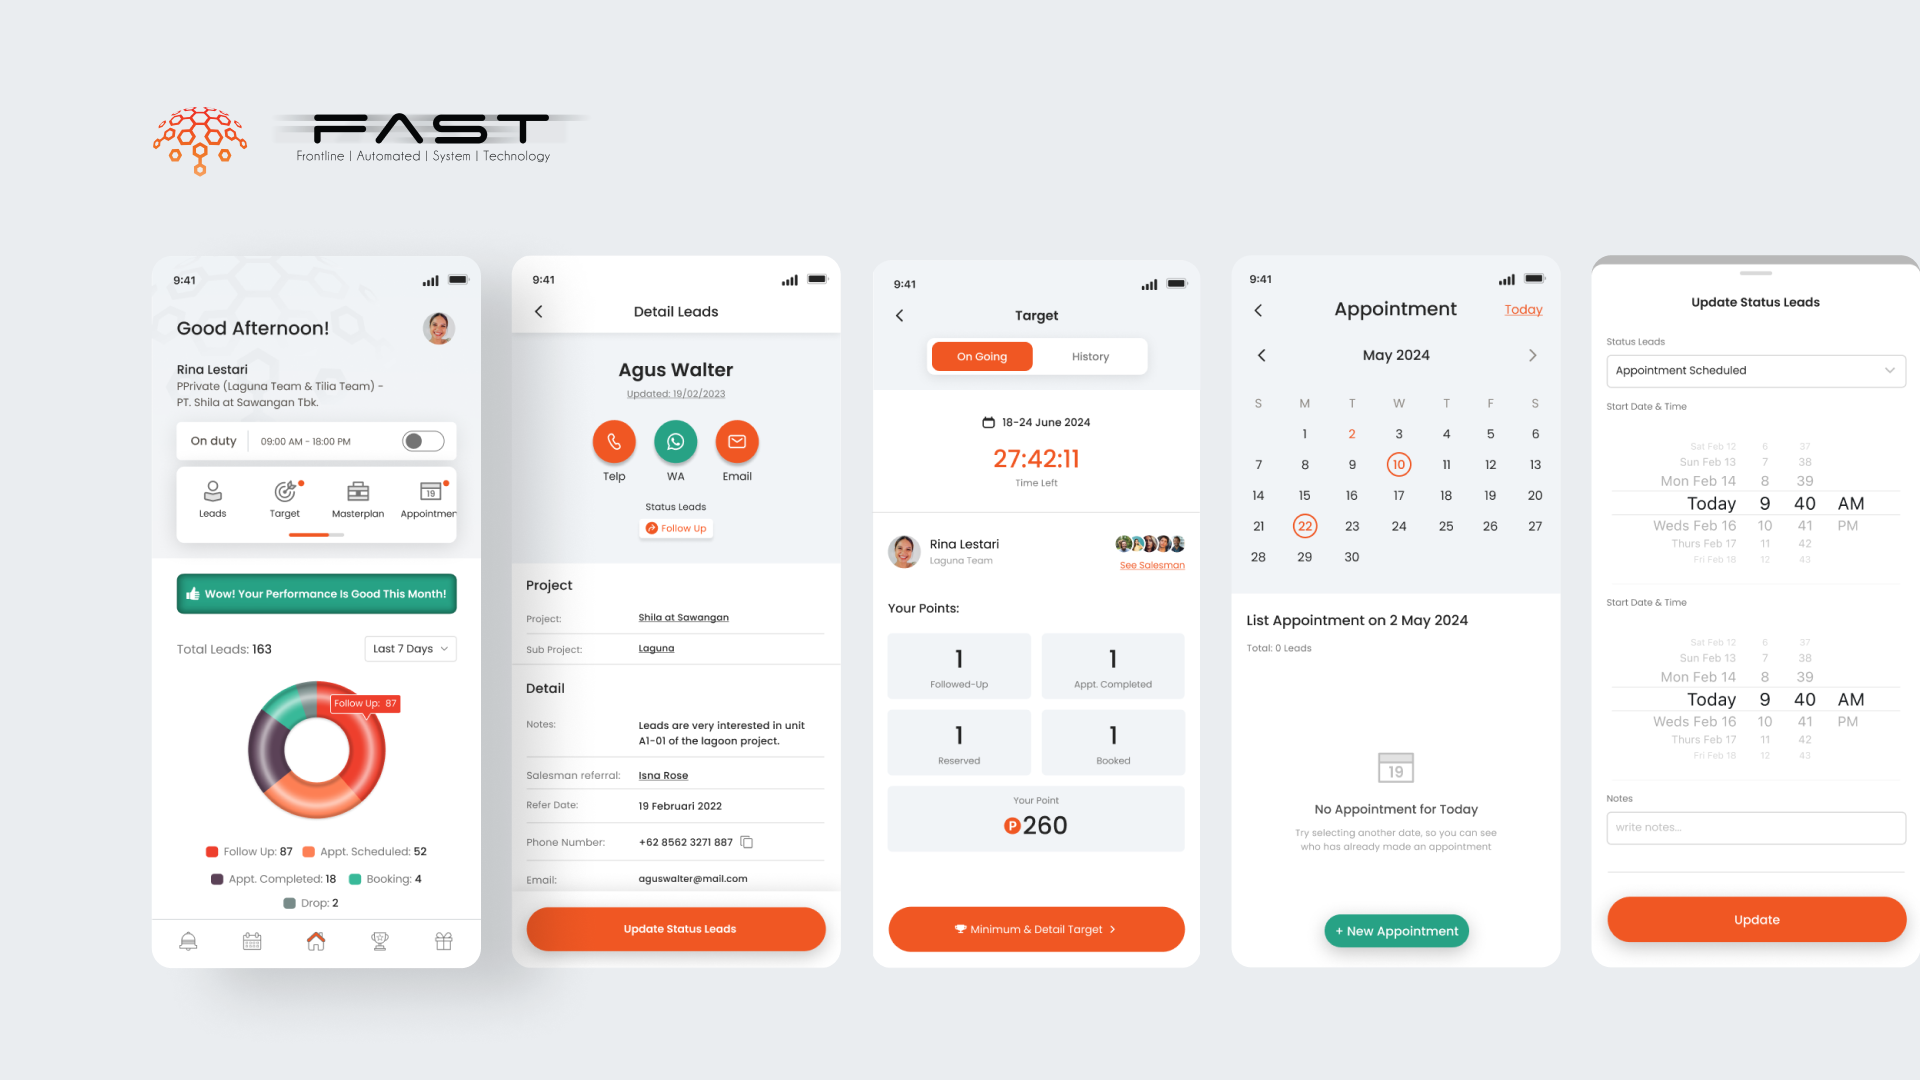 FAST
Frontline | Automated | System | Technology
9:41
Good Afternoon!
Rina Lestari
PPrivate (Laguna Team & Tilia Team) -
PT. Shila at Sawangan Tbk.
On duty
09:00 AM - 18:00 PM
Leads
Target
Masterplan
Appointmen
Wow! Your Performance Is Good This Month!
Total Leads: 163
Last 7 Days
Follow Up: 87
Follow Up: 87
Appt. Scheduled: 52
Appt. Completed: 18
Booking: 4
Drop: 2
9:41
Detail Leads
Agus Walter
Updated: 19/02/2023
Telp
WA
Email
Status Leads
Follow Up
Project
Project:
Shila at Sawangan
Sub Project:
Laguna
Detail
Notes:
Leads are very interested in unit
A1-01 of the lagoon project.
Salesman referral:
Isna Rose
Refer Date:
19 Februari 2022
Phone Number:
+62 8562 3271 887
Email:
aguswalter@mail.com
Update Status Leads
9:41
Target
On Going
History
18-24 June 2024
27:42:11
Time Left
Rina Lestari
Laguna Team
See Salesman
Your Points:
1
Followed-Up
1
Appt. Completed
1
Reserved
1
Booked
Your Point
P 260
Minimum & Detail Target
9:41
Appointment
Today
May 2024
S M T W T F S
1 2 3 4 5 6
7 8 9 10 11 12 13
14 15 16 17 18 19 20
21 22 23 24 25 26 27
28 29 30
List Appointment on 2 May 2024
Total: 0 Leads
19
No Appointment for Today
Try selecting another date, so you can see
who has already made an appointment
+ New Appointment
Update Status Leads
Status Leads
Appointment Scheduled
Start Date & Time
Sat Feb 12 6 37
Sun Feb 13 7 38
Mon Feb 14 8 39
Today 9 40 AM
Weds Feb 16 10 41 PM
Thurs Feb 17 11 42
Fri Feb 18 12 43
Start Date & Time
Sat Feb 12 6 37
Sun Feb 13 7 38
Mon Feb 14 8 39
Today 9 40 AM
Weds Feb 16 10 41 PM
Thurs Feb 17 11 42
Fri Feb 18 12 43
Notes
write notes...
Update